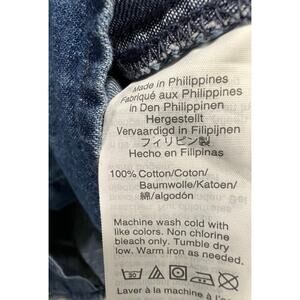 Made in Philippines
Fabriqué aux Philippines
in Den Philippinen
Hergestellt
Vervaardigd in Filipijnen
フィリピン製
Hecho en Filipinas
100% Cotton/Coton/
Baumwolle/Katoen/
綿/algodón
Machine wash cold with
like colors. Non chlorine
bleach only. Tumble dry
low. Warm iron as needed.
30
Laver à la machine à l'